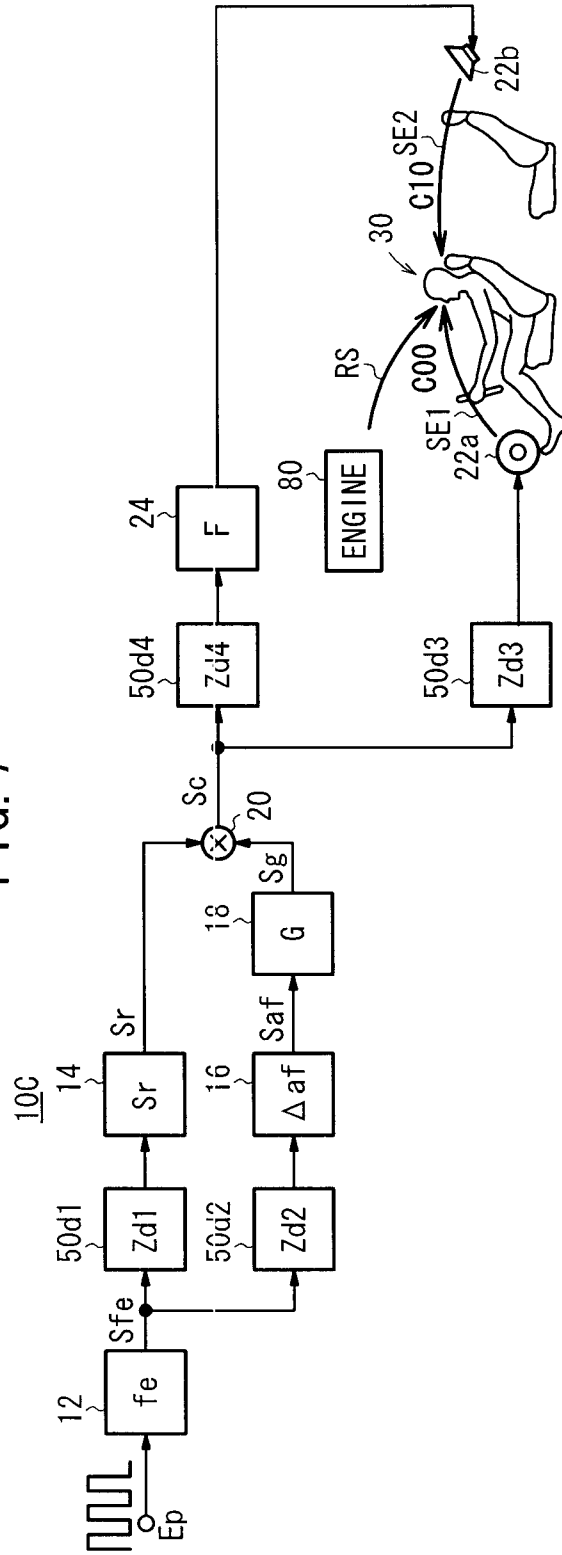 FIG. 7
10C
Ep
12
fe
Sfe
50d1
Zd1
14
Sr
Sr
50d2
Zd2
16
Δaf
Saf
18
G
Sg
20
Sc
50d4
Zd4
24
F
50d3
Zd3
80
ENGINE
RS
30
C00
SE1
22a
C10
SE2
22b